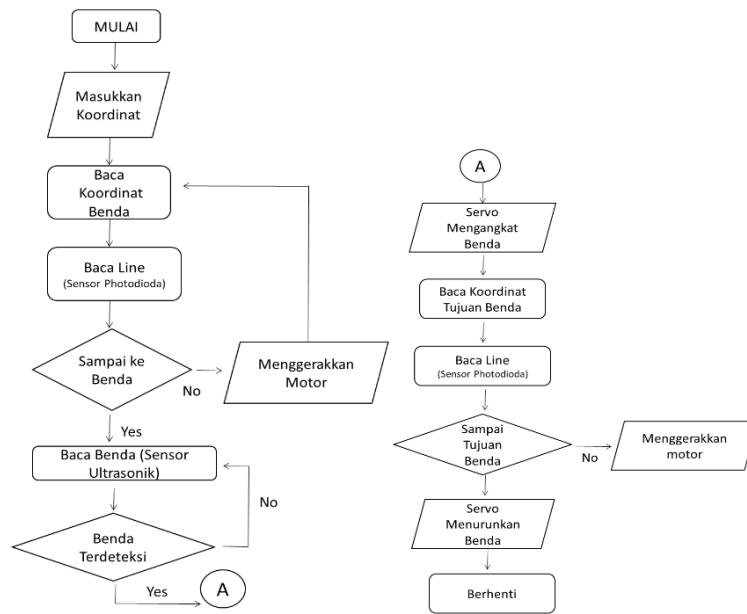 MULAI
Masukkan
Koordinat
Baca
Koordinat
Benda
Baca Line
(Sensor Photodioda)
Sampai ke
Benda
No
Menggerakkan
Motor
Yes
Baca Benda (Sensor
Ultrasonik)
No
Benda
Terdeteksi
Yes
A
A
Servo
Mengangkat
Benda
Baca Koordinat
Tujuan Benda
Baca Line
(Sensor Photodioda)
Sampai
Tujuan
Benda
No
Menggerakkan
motor
Servo
Menurunkan
Benda
Berhenti